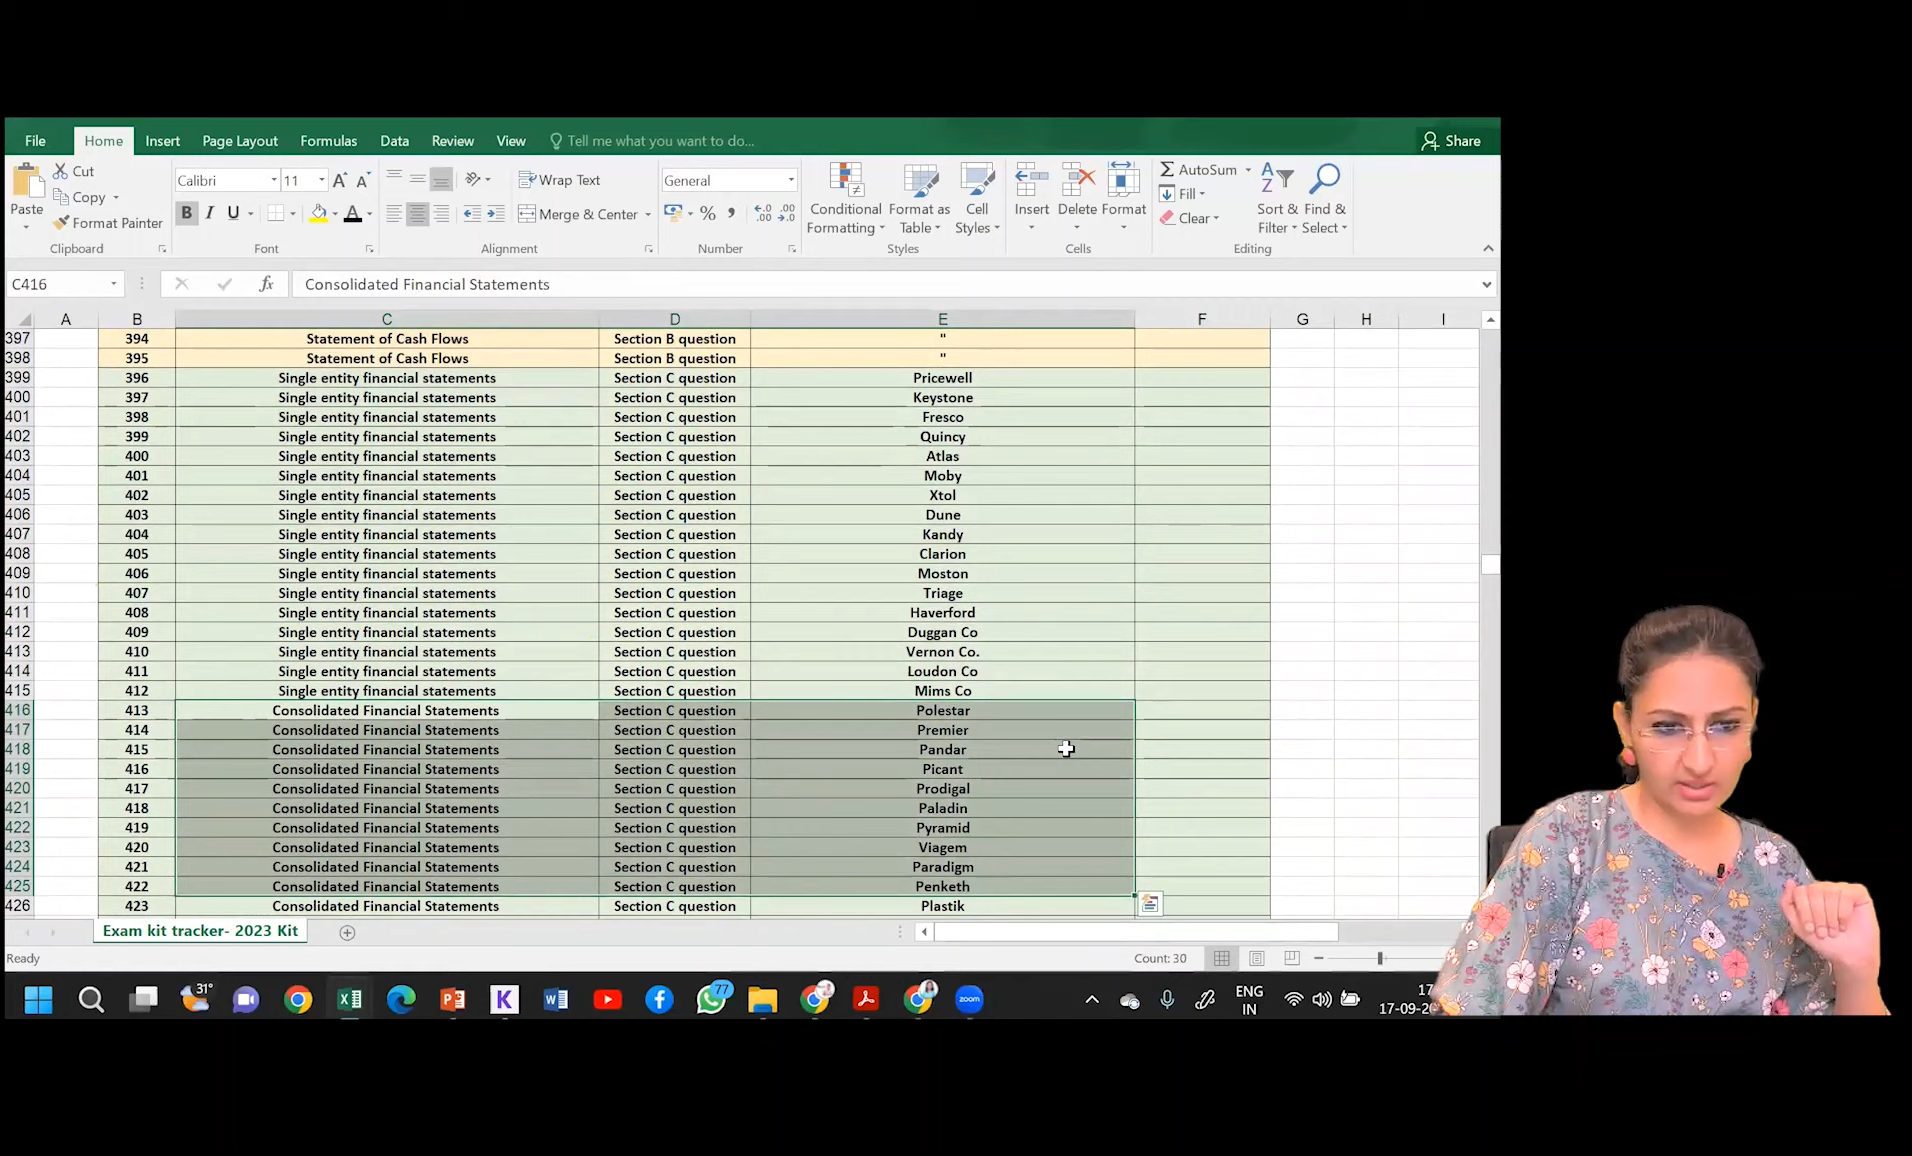 File Home Insert Page Layout Formulas Data Review View Tell me what you want to do... Share
Cut
Copy
Format Painter
Paste
Clipboard
Calibri 11
B I U
Font
Wrap Text
Merge & Center
Alignment
General
% ,
Number
Conditional Formatting
Format as Table
Cell Styles
Styles
Insert Delete Format
Cells
AutoSum
Fill
Clear
Sort & Filter
Find & Select
Editing
C416 fx Consolidated Financial Statements
A B C D E F G H I
397 394 Statement of Cash Flows Section B question "
398 395 Statement of Cash Flows Section B question "
399 396 Single entity financial statements Section C question Pricewell
400 397 Single entity financial statements Section C question Keystone
401 398 Single entity financial statements Section C question Fresco
402 399 Single entity financial statements Section C question Quincy
403 400 Single entity financial statements Section C question Atlas
404 401 Single entity financial statements Section C question Moby
405 402 Single entity financial statements Section C question Xtol
406 403 Single entity financial statements Section C question Dune
407 404 Single entity financial statements Section C question Kandy
408 405 Single entity financial statements Section C question Clarion
409 406 Single entity financial statements Section C question Moston
410 407 Single entity financial statements Section C question Triage
411 408 Single entity financial statements Section C question Haverford
412 409 Single entity financial statements Section C question Duggan Co
413 410 Single entity financial statements Section C question Vernon Co.
414 411 Single entity financial statements Section C question Loudon Co
415 412 Single entity financial statements Section C question Mims Co
416 413 Consolidated Financial Statements Section C question Polestar
417 414 Consolidated Financial Statements Section C question Premier
418 415 Consolidated Financial Statements Section C question Pandar
419 416 Consolidated Financial Statements Section C question Picant
420 417 Consolidated Financial Statements Section C question Prodigal
421 418 Consolidated Financial Statements Section C question Paladin
422 419 Consolidated Financial Statements Section C question Pyramid
423 420 Consolidated Financial Statements Section C question Viagem
424 421 Consolidated Financial Statements Section C question Paradigm
425 422 Consolidated Financial Statements Section C question Penketh
426 423 Consolidated Financial Statements Section C question Plastik
Exam kit tracker- 2023 Kit
Ready Count: 30
31° K 77 zoom ENG IN
17
17-09-20